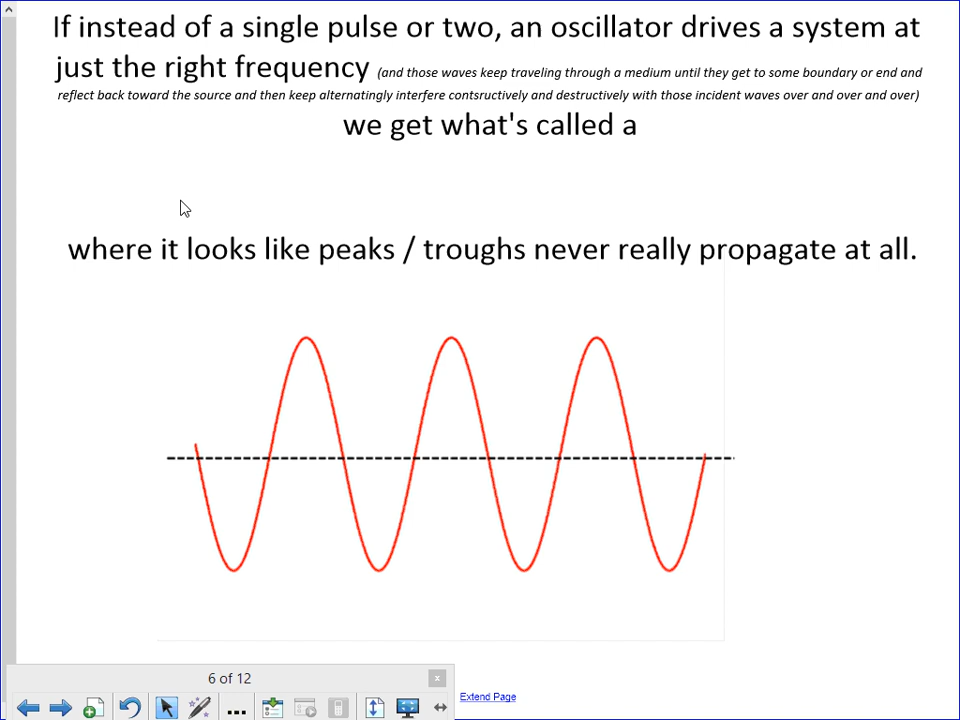 If instead of a single pulse or two, an oscillator drives a system at
just the right frequency (and those waves keep traveling through a medium until they get to some boundary or end and
reflect back toward the source and then keep alternatingly interfere contsructively and destructively with those incident waves over and over and over)
we get what's called a
where it looks like peaks / troughs never really propagate at all.
6 of 12
Extend Page